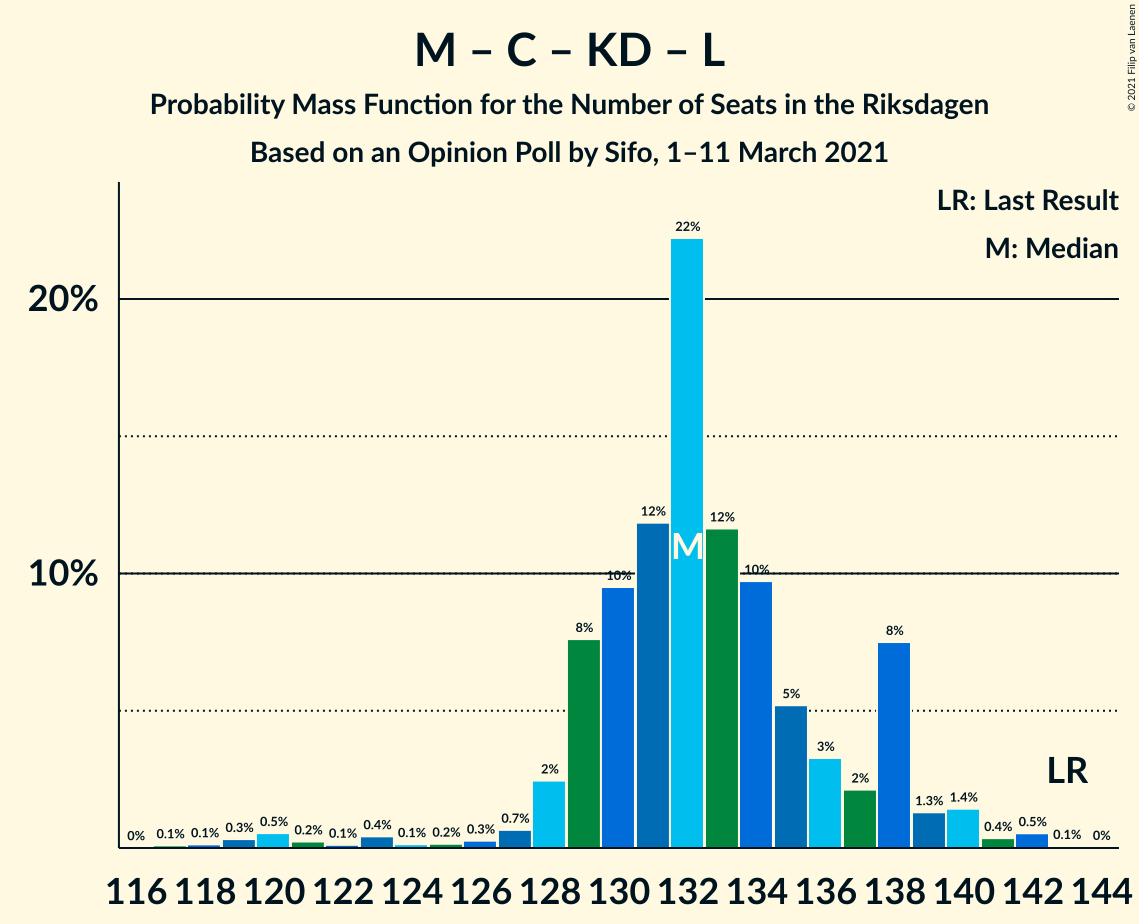 M – C – KD – L
Probability Mass Function for the Number of Seats in the Riksdagen
Based on an Opinion Poll by Sifo, 1–11 March 2021
© 2021 Filip van Laenen
LR: Last Result
M: Median
20%
10%
0% 0.1% 0.1% 0.3% 0.5% 0.2% 0.1% 0.4% 0.1% 0.2% 0.3% 0.7% 2% 8% 10% 12% 22% 12% 10% 5% 3% 2% 8% 1.3% 1.4% 0.4% 0.5% 0.1% 0%
M
LR
116 118 120 122 124 126 128 130 132 134 136 138 140 142 144